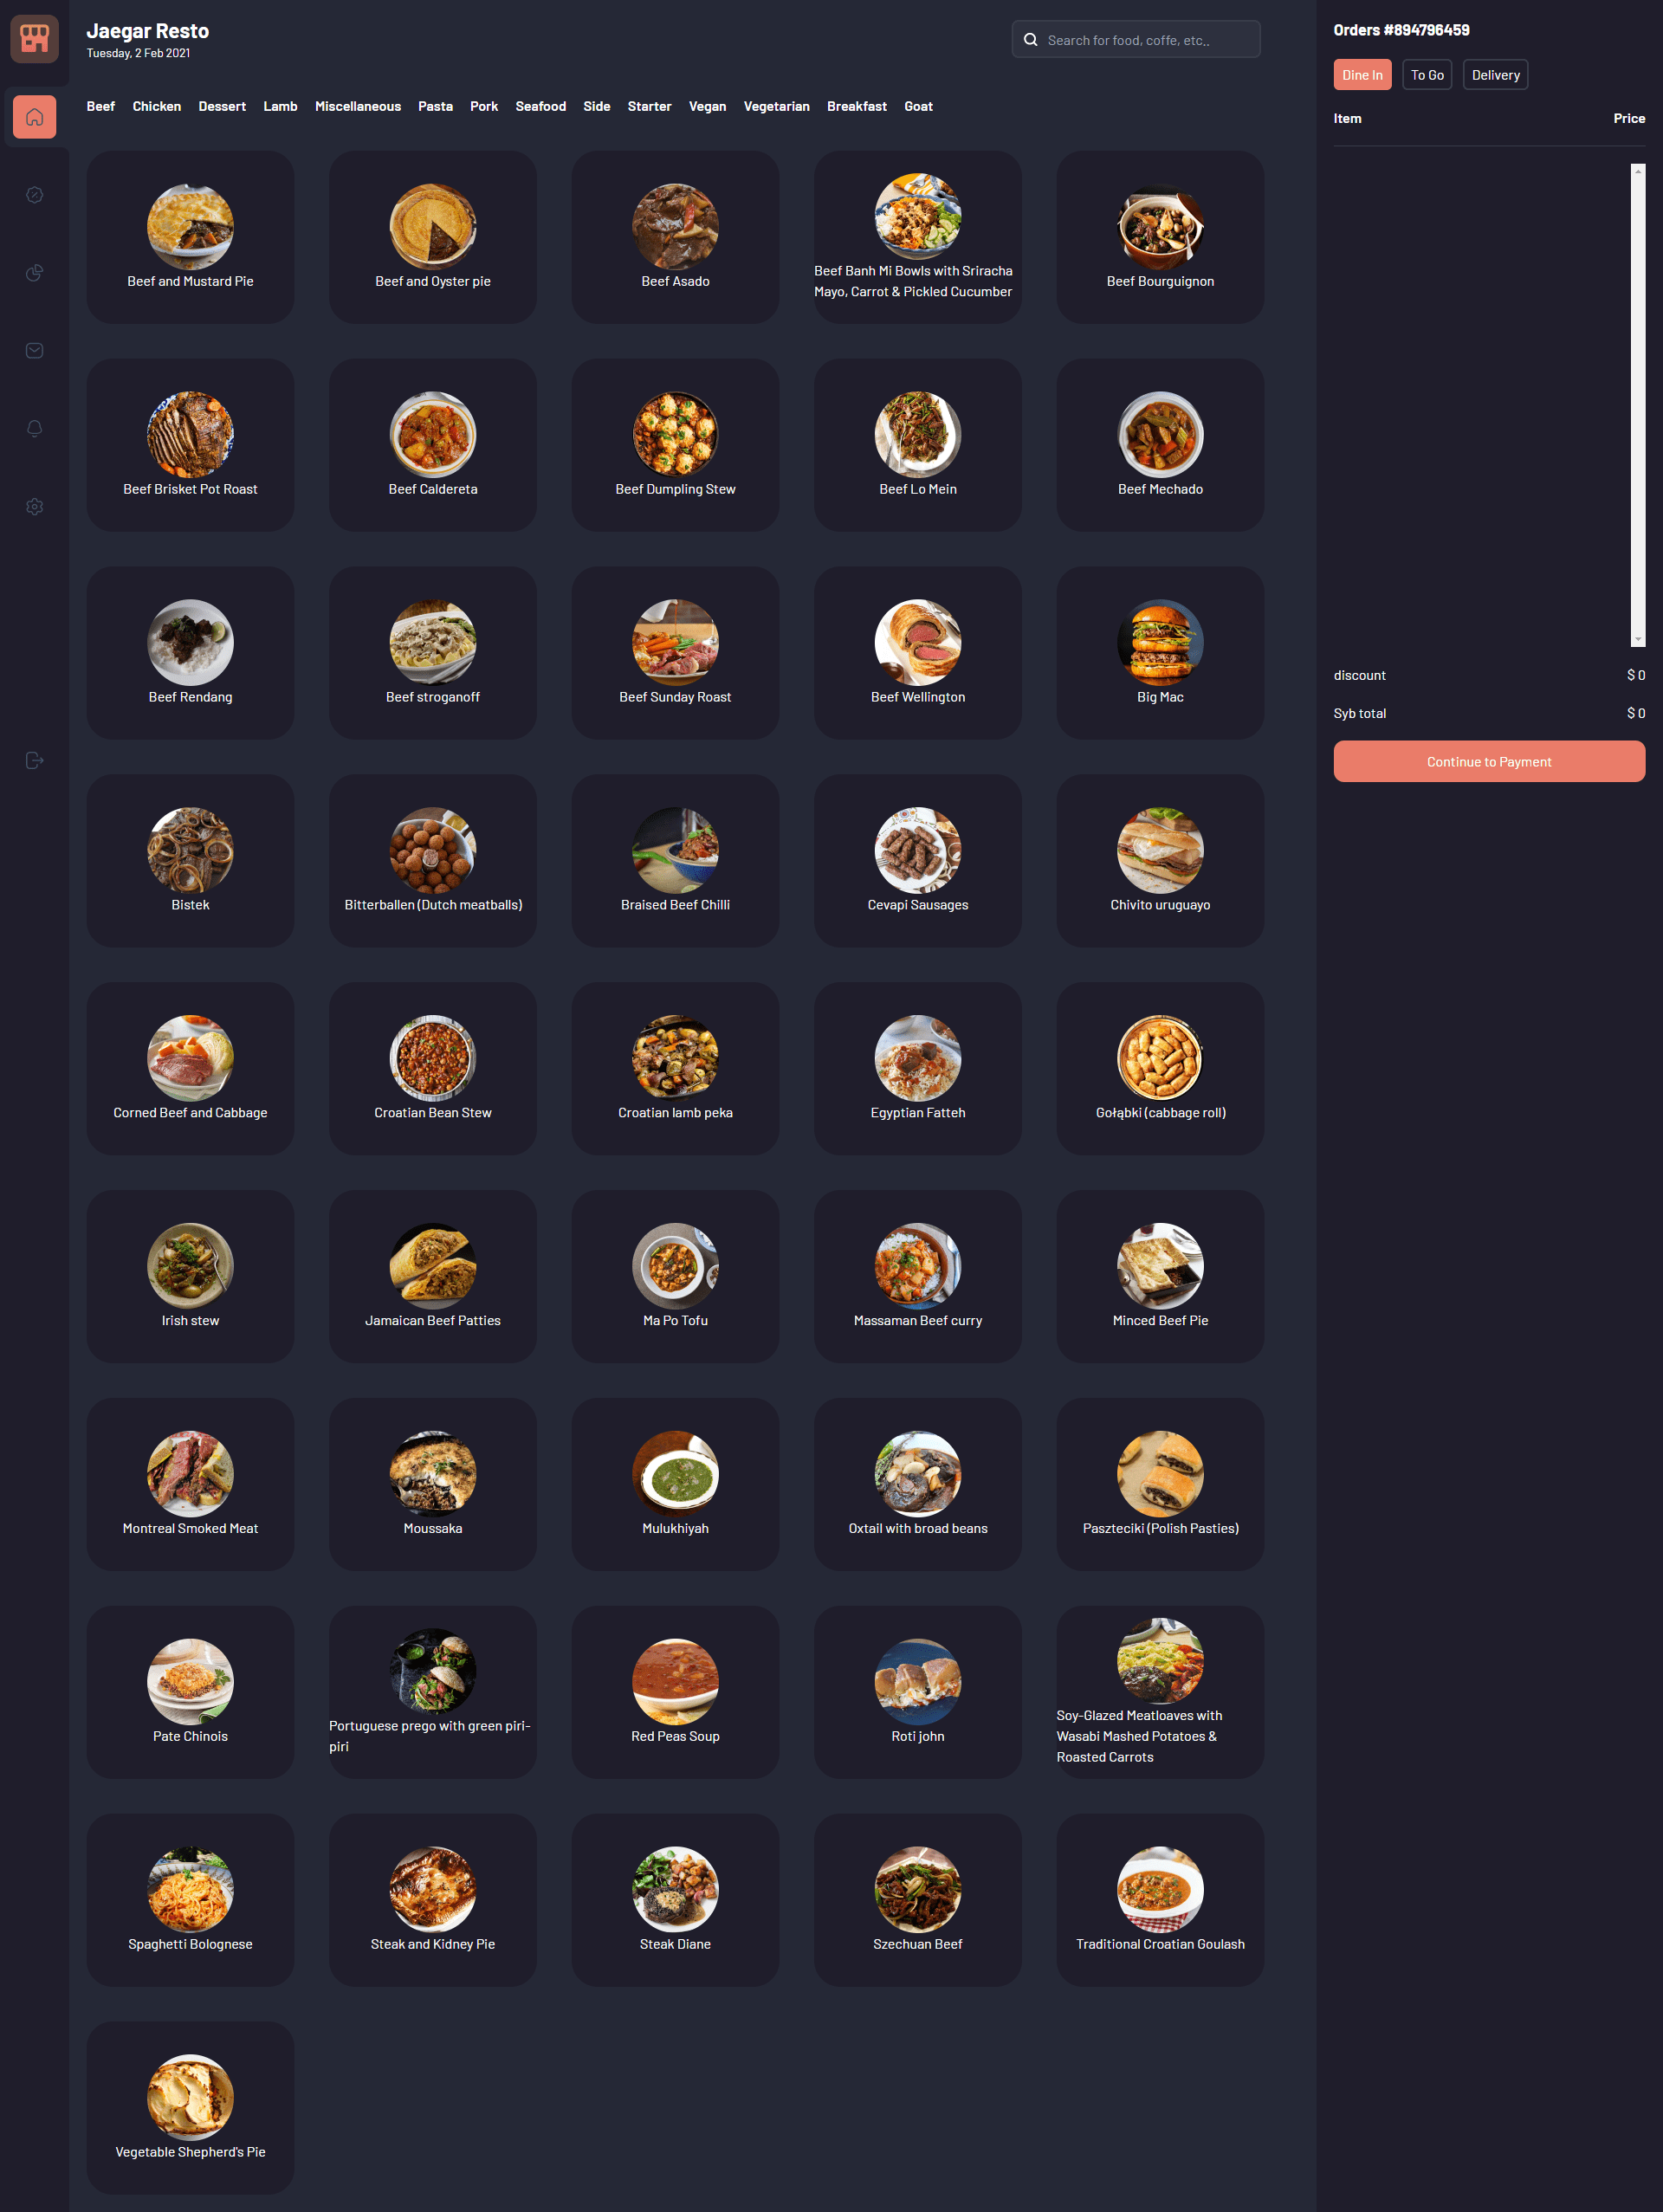 Jaegar Resto
Tuesday, 2 Feb 2021
Search for food, coffe, etc..
Beef Chicken Dessert Lamb Miscellaneous Pasta Pork Seafood Side Starter Vegan Vegetarian Breakfast Goat
Beef and Mustard Pie
Beef and Oyster pie
Beef Asado
Beef Banh Mi Bowls with Sriracha
Mayo, Carrot & Pickled Cucumber
Beef Bourguignon
Beef Brisket Pot Roast
Beef Caldereta
Beef Dumpling Stew
Beef Lo Mein
Beef Mechado
Beef Rendang
Beef stroganoff
Beef Sunday Roast
Beef Wellington
Big Mac
Bistek
Bitterballen (Dutch meatballs)
Braised Beef Chilli
Cevapi Sausages
Chivito uruguayo
Corned Beef and Cabbage
Croatian Bean Stew
Croatian lamb peka
Egyptian Fatteh
Gołąbki (cabbage roll)
Irish stew
Jamaican Beef Patties
Ma Po Tofu
Massaman Beef curry
Minced Beef Pie
Montreal Smoked Meat
Moussaka
Mulukhiyah
Oxtail with broad beans
Paszteciki (Polish Pasties)
Pate Chinois
Portuguese prego with green piri-
piri
Red Peas Soup
Roti john
Soy-Glazed Meatloaves with
Wasabi Mashed Potatoes &
Roasted Carrots
Spaghetti Bolognese
Steak and Kidney Pie
Steak Diane
Szechuan Beef
Traditional Croatian Goulash
Vegetable Shepherd's Pie
Orders #894796459
Dine In To Go Delivery
Item Price
discount $ 0
Syb total $ 0
Continue to Payment